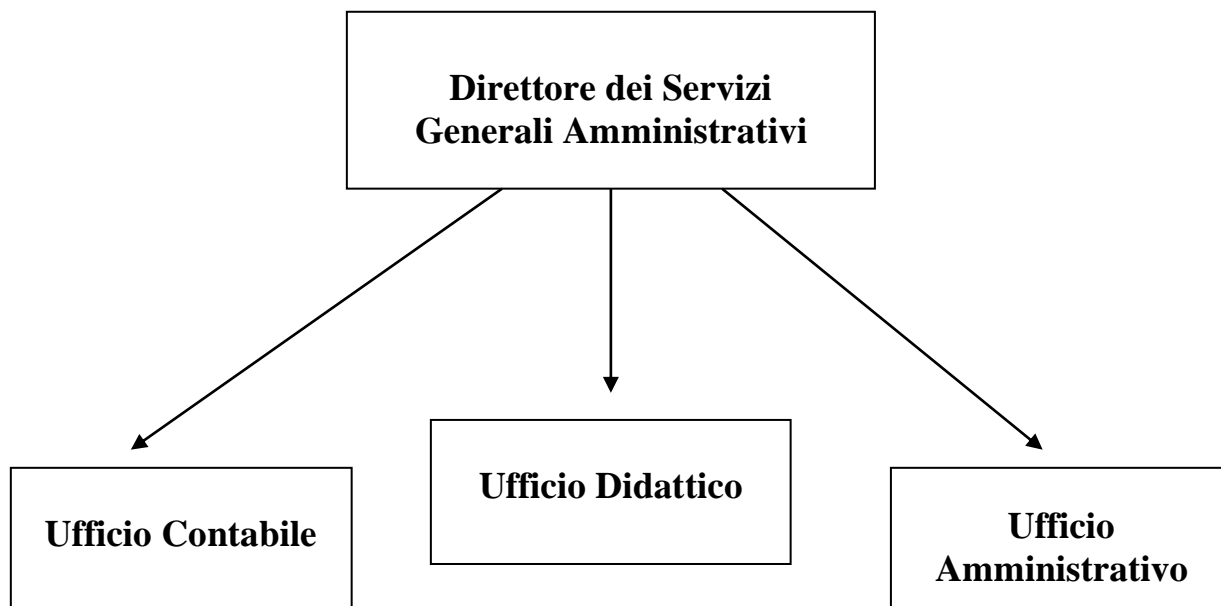 Direttore dei Servizi
Generali Amministrativi
Ufficio Contabile
Ufficio Didattico
Ufficio
Amministrativo